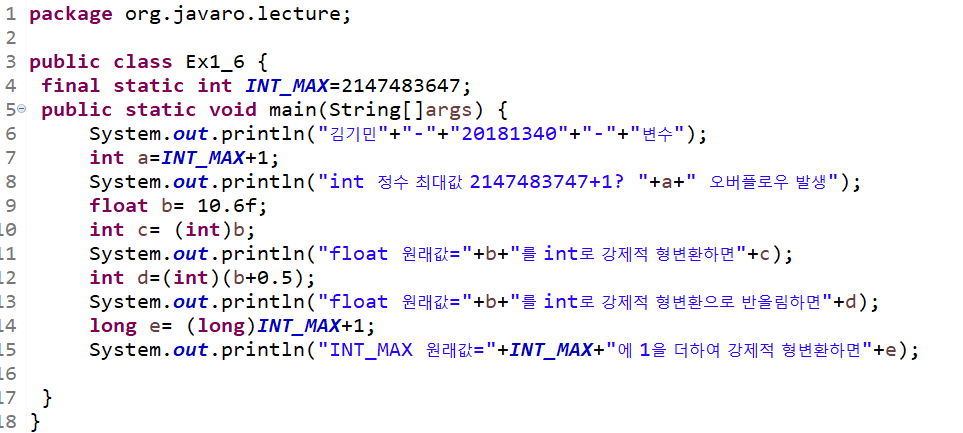 1 package org.javaro.lecture;
2
3 public class Ex1_6 {
4 final static int INT_MAX=2147483647;
5 public static void main(String[]args) {
6 System.out.println("김기민"+"-"+"20181340"+"-"+"변수");
7 int a=INT_MAX+1;
8 System.out.println("int 정수 최대값 2147483747+1? "+a+" 오버플로우 발생");
9 float b= 10.6f;
10 int c= (int)b;
11 System.out.println("float 원래값="+b+"를 int로 강제적 형변환하면"+c);
12 int d=(int)(b+0.5);
13 System.out.println("float 원래값="+b+"를 int로 강제적 형변환으로 반올림하면"+d);
14 long e= (long)INT_MAX+1;
15 System.out.println("INT_MAX 원래값="+INT_MAX+"에 1을 더하여 강제적 형변환하면"+e);
16
17 }
18 }